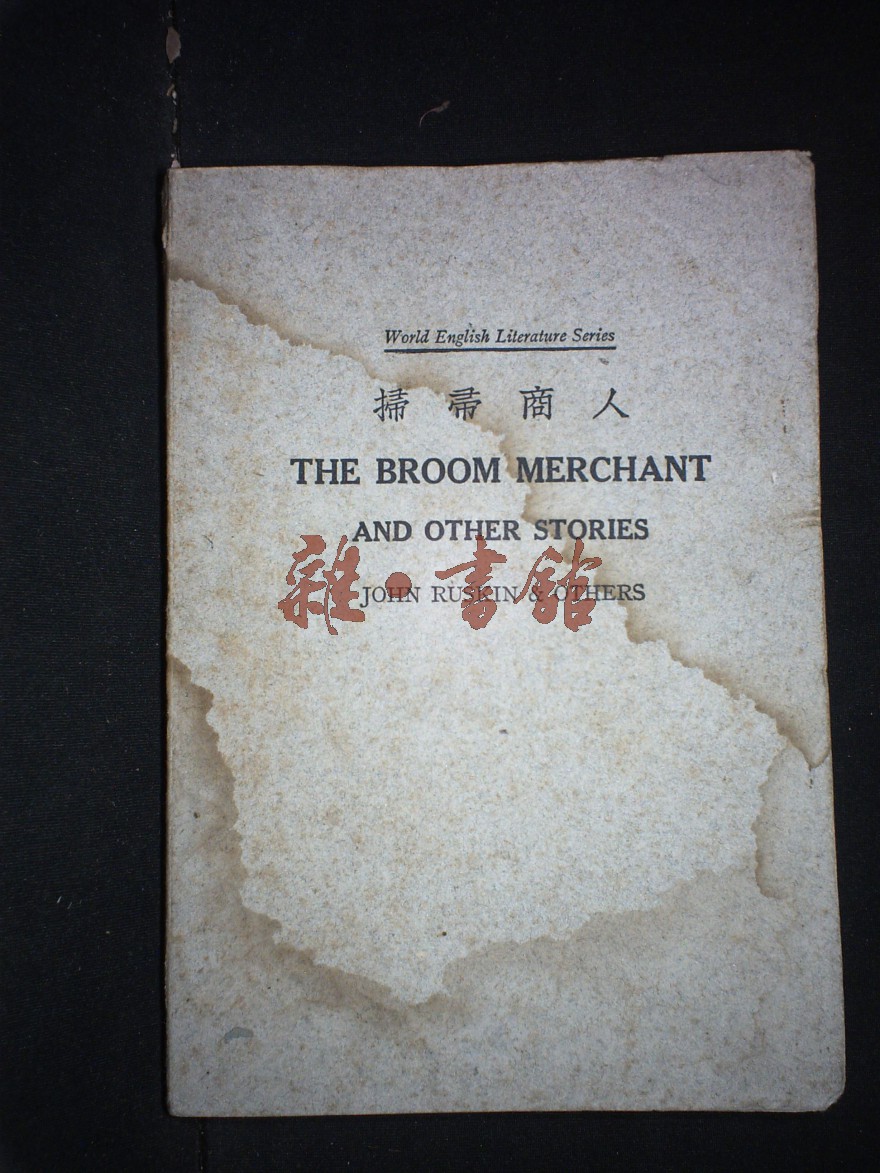 World English Literature Series
掃帚商人
THE BROOM MERCHANT
AND OTHER STORIES
雜·書館
JOHN RUSKIN & OTHERS